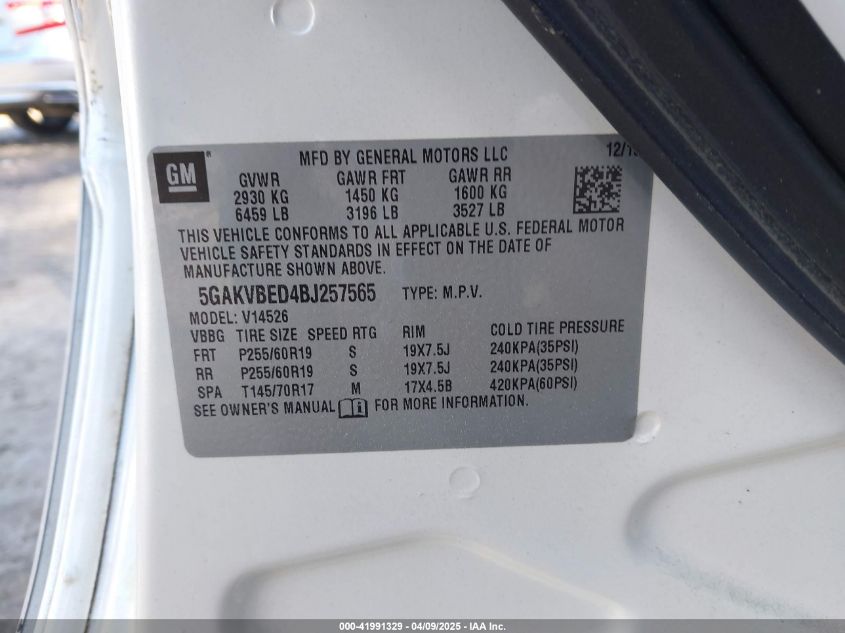 GM
MFD BY GENERAL MOTORS LLC
GVWR GAWR FRT GAWR RR
2930 KG 1450 KG 1600 KG
6459 LB 3196 LB 3527 LB
THIS VEHICLE CONFORMS TO ALL APPLICABLE U.S. FEDERAL MOTOR
VEHICLE SAFETY STANDARDS IN EFFECT ON THE DATE OF
MANUFACTURE SHOWN ABOVE.
5GAKVBED4BJ257565 TYPE: M.P.V.
MODEL: V14526
VBBG TIRE SIZE SPEED RTG RIM COLD TIRE PRESSURE
FRT P255/60R19 S 19X7.5J 240KPA(35PSI)
RR P255/60R19 S 19X7.5J 240KPA(35PSI)
SPA T145/70R17 M 17X4.5B 420KPA(60PSI)
SEE OWNER'S MANUAL FOR MORE INFORMATION.
000-41991329 | 04/09/2025 - IAA Inc.